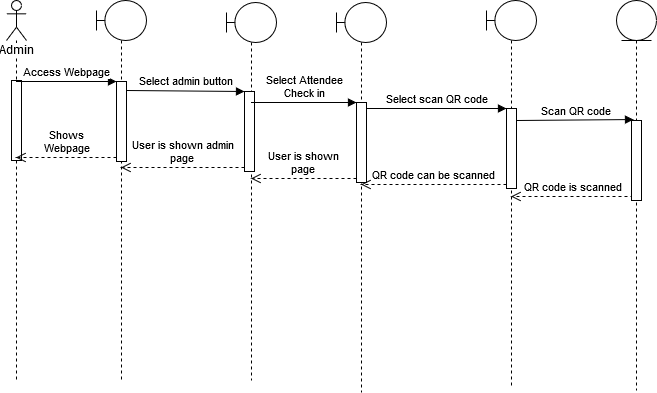 Admin
Access Webpage
Select admin button
Select Attendee
Check in
Select scan QR code
Scan QR code
Shows
Webpage
User is shown admin
page
User is shown
page
QR code can be scanned
QR code is scanned